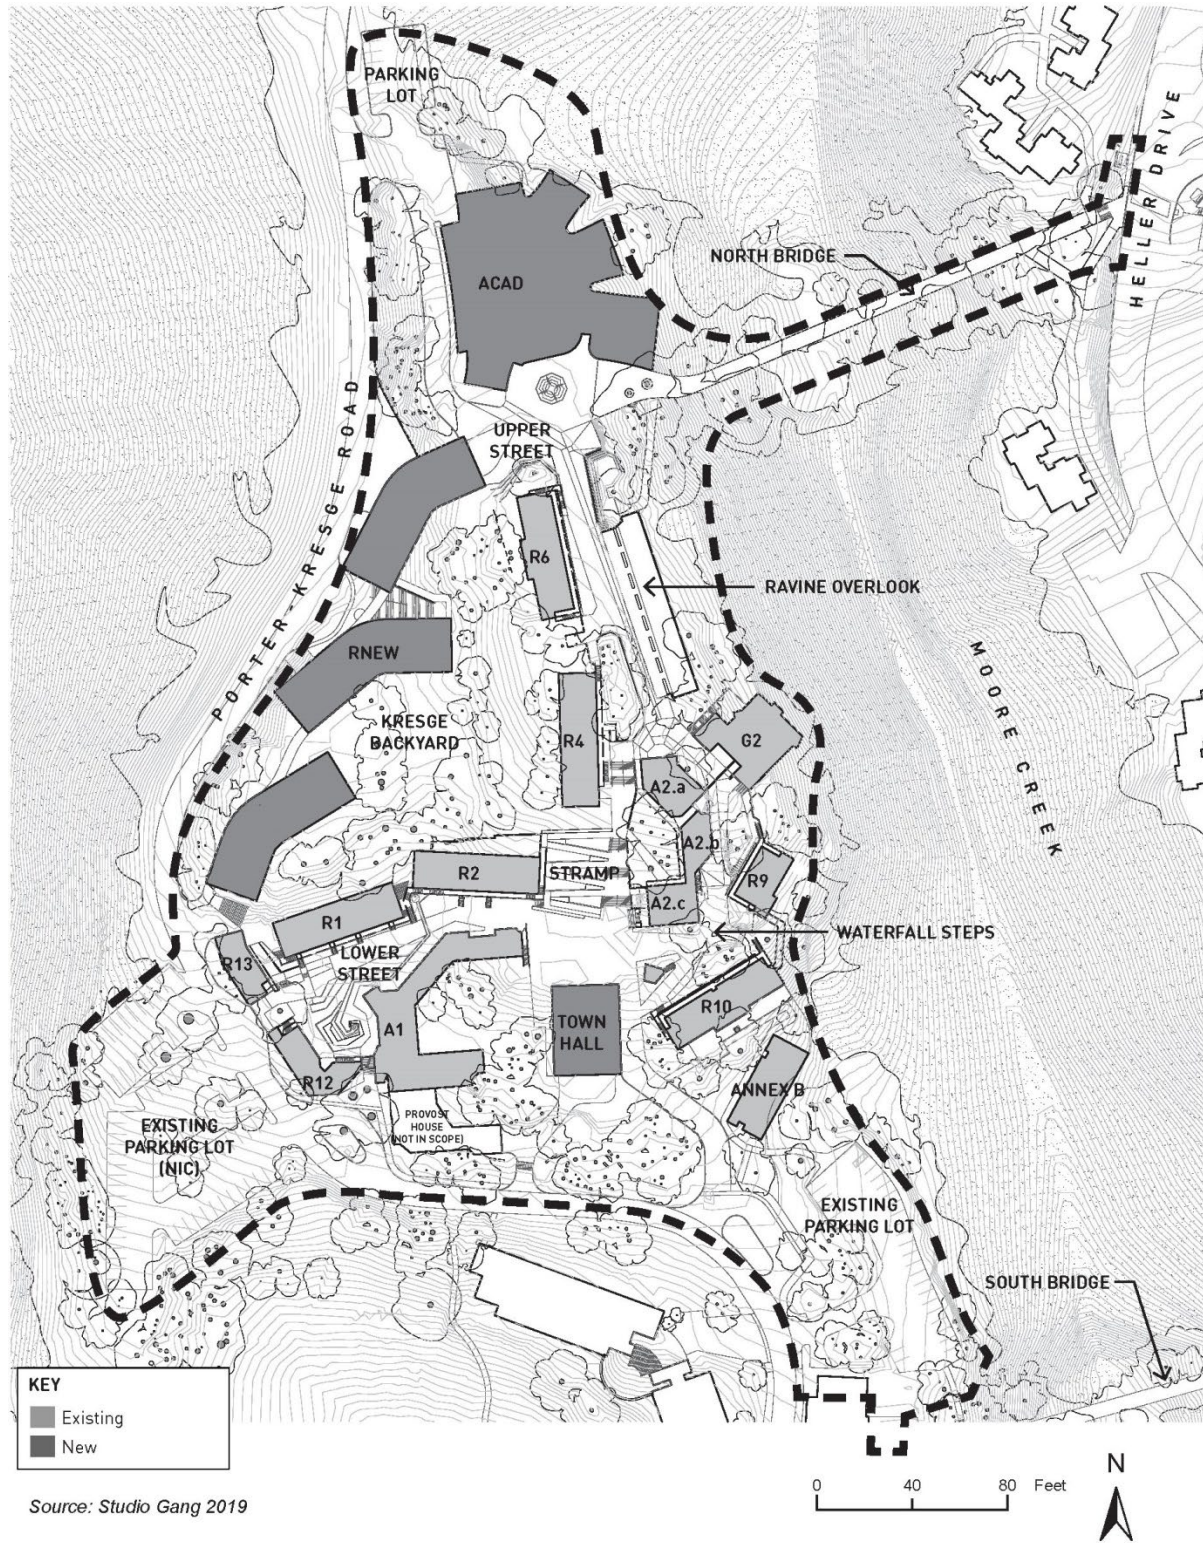 PARKING
LOT
HELLER DRIVE
NORTH BRIDGE
ACAD
UPPER
STREET
PORTER-KRESGE ROAD
R6
RAVINE OVERLOOK
RNEW
MOORE CREEK
KRESGE
BACKYARD
R4
G2
A2.a
A2.b
R2
STRAMP
R9
A2.c
R1
WATERFALL STEPS
LOWER
STREET
R13
R10
A1
TOWN
HALL
R12
ANNEX B
PROVOST
HOUSE
(NOT IN SCOPE)
EXISTING
PARKING LOT
(NIC)
EXISTING
PARKING LOT
SOUTH BRIDGE
KEY
Existing
New
N
0 40 80 Feet
Source: Studio Gang 2019